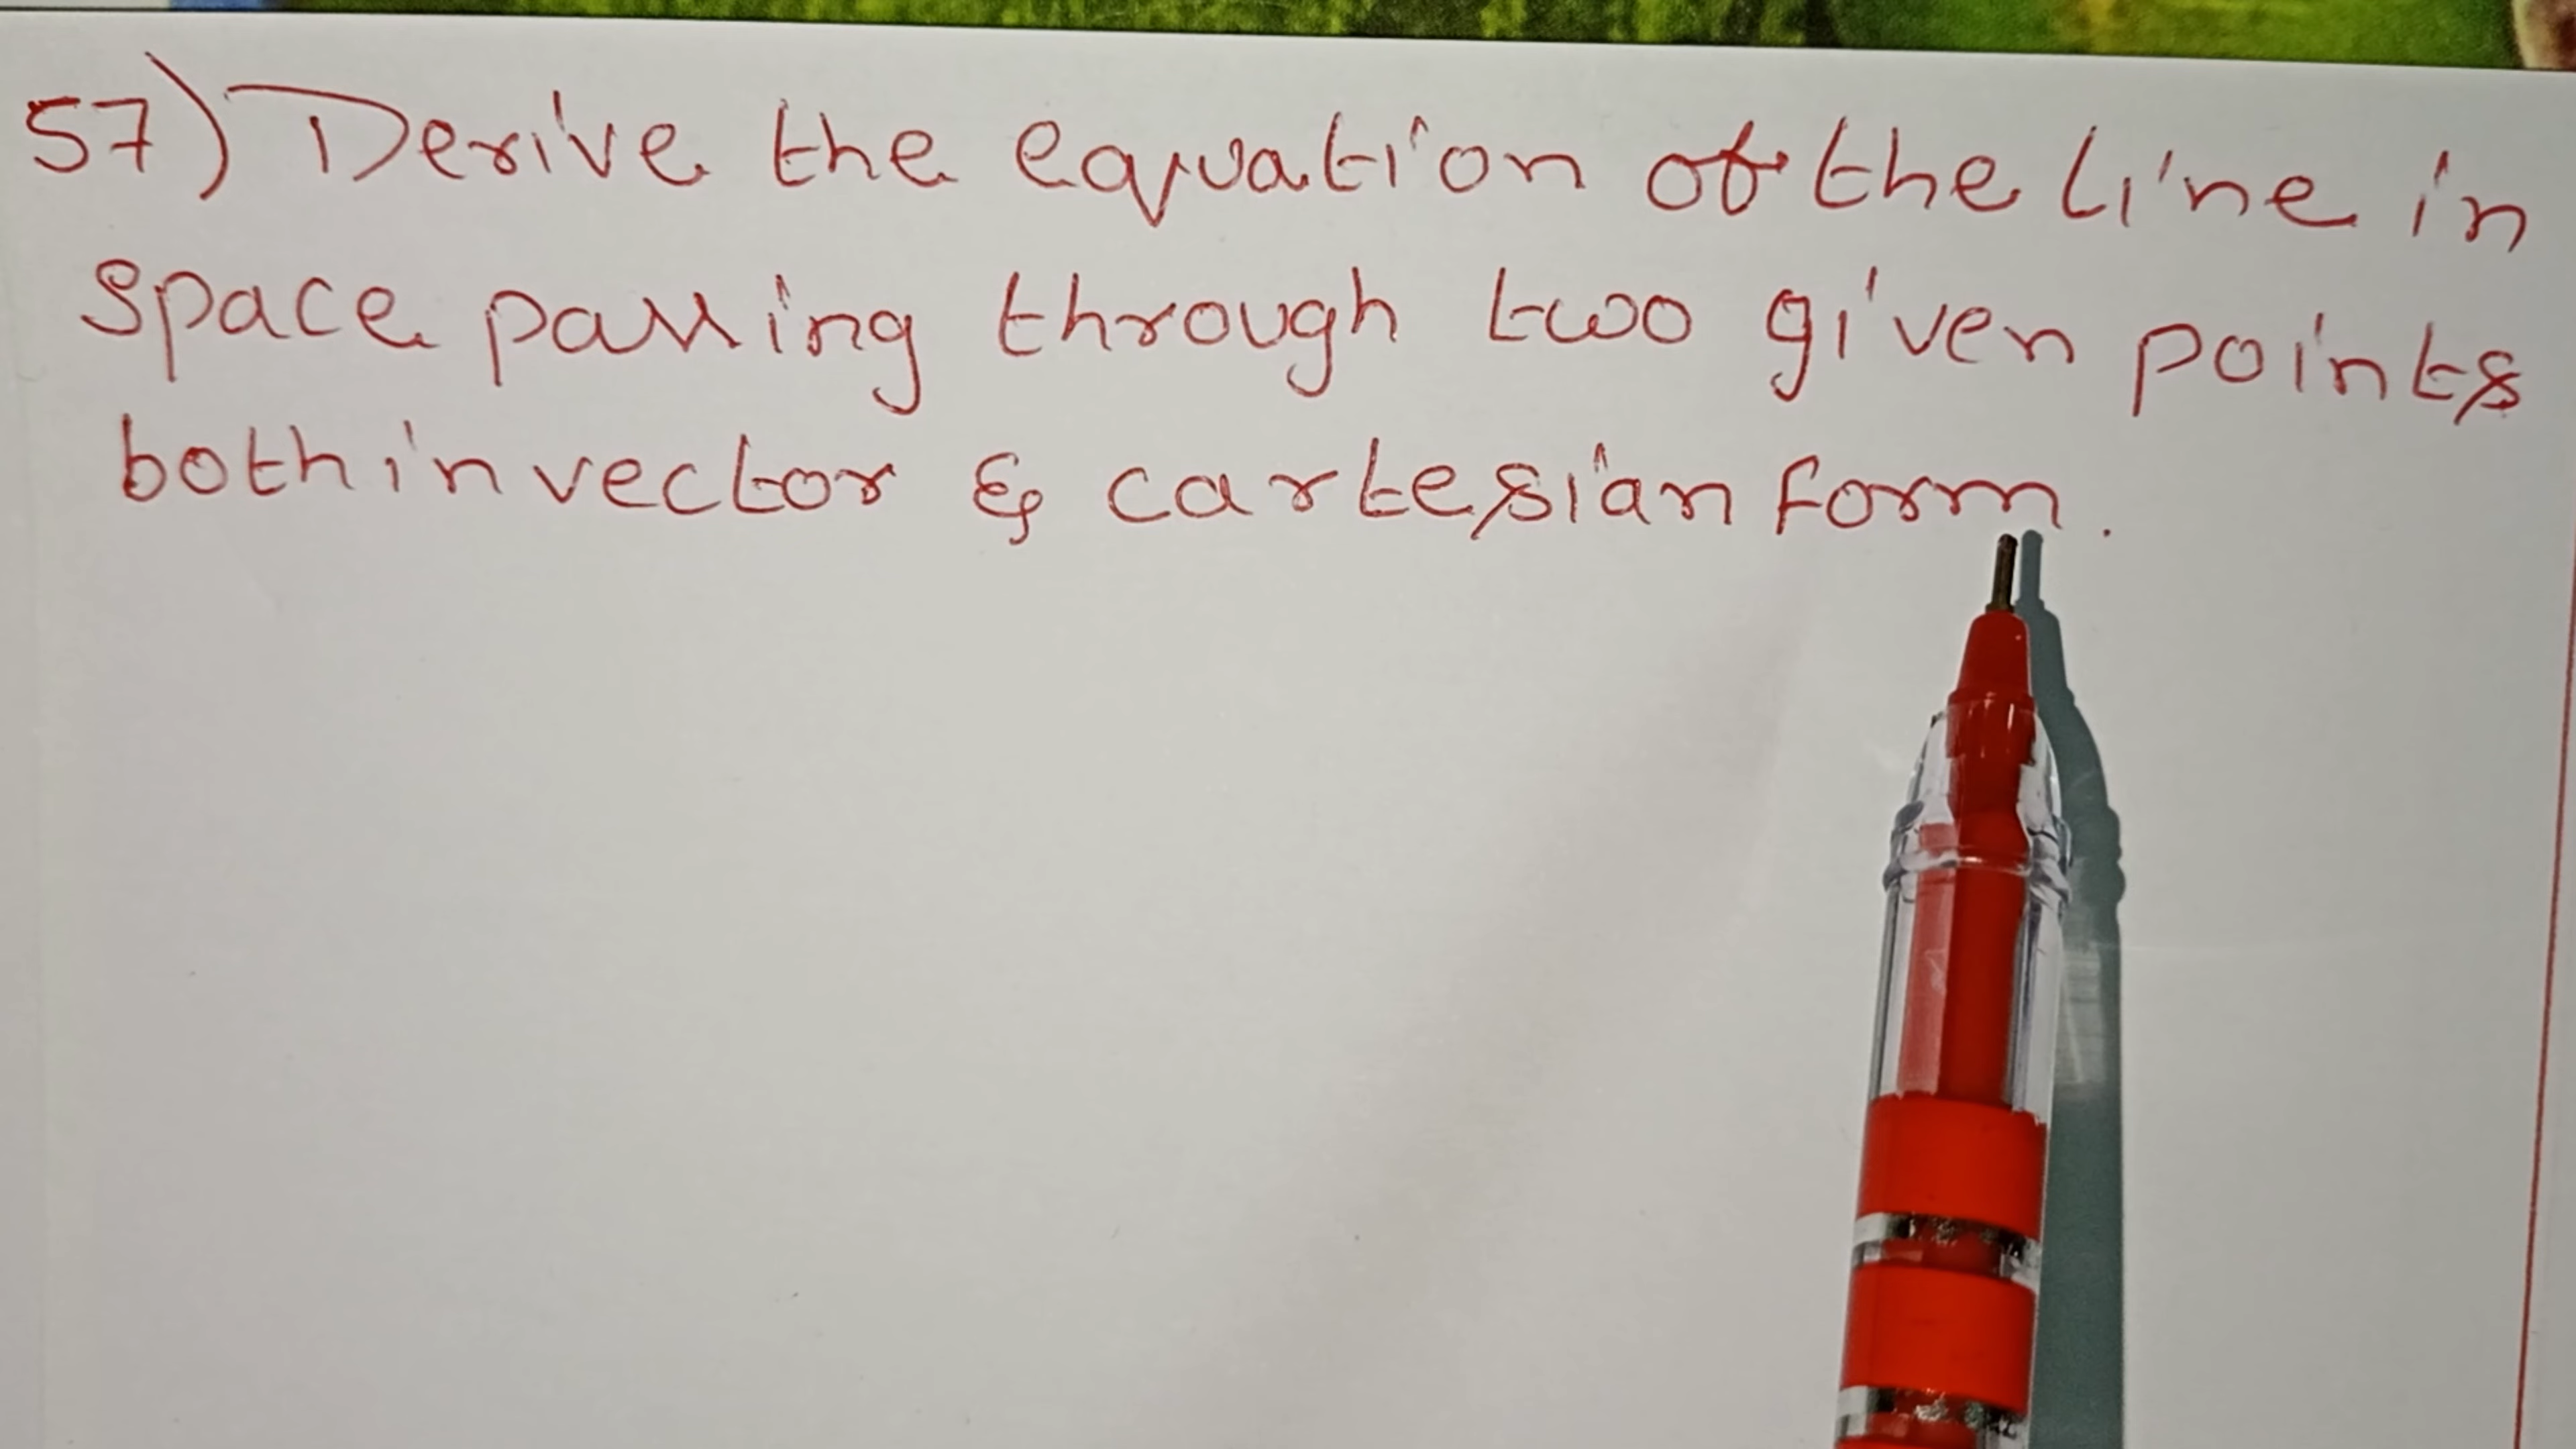 57) Derive the equation of the line in
space passing through two given points
both in vector & cartesian form.